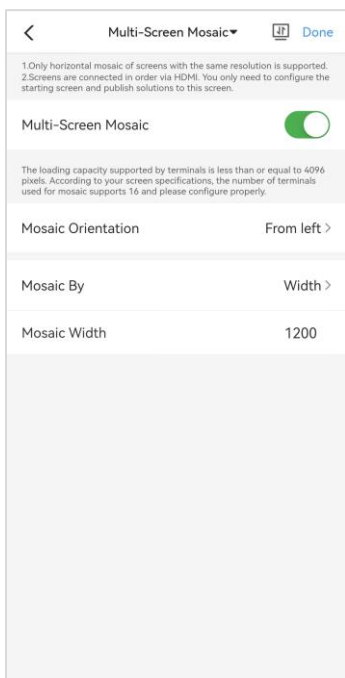 Multi-Screen Mosaic
Done
1.Only horizontal mosaic of screens with the same resolution is supported.
2.Screens are connected in order via HDMI. You only need to configure the
starting screen and publish solutions to this screen.
Multi-Screen Mosaic
The loading capacity supported by terminals is less than or equal to 4096
pixels. According to your screen specifications, the number of terminals
used for mosaic supports 16 and please configure properly.
Mosaic Orientation From left
Mosaic By Width
Mosaic Width 1200